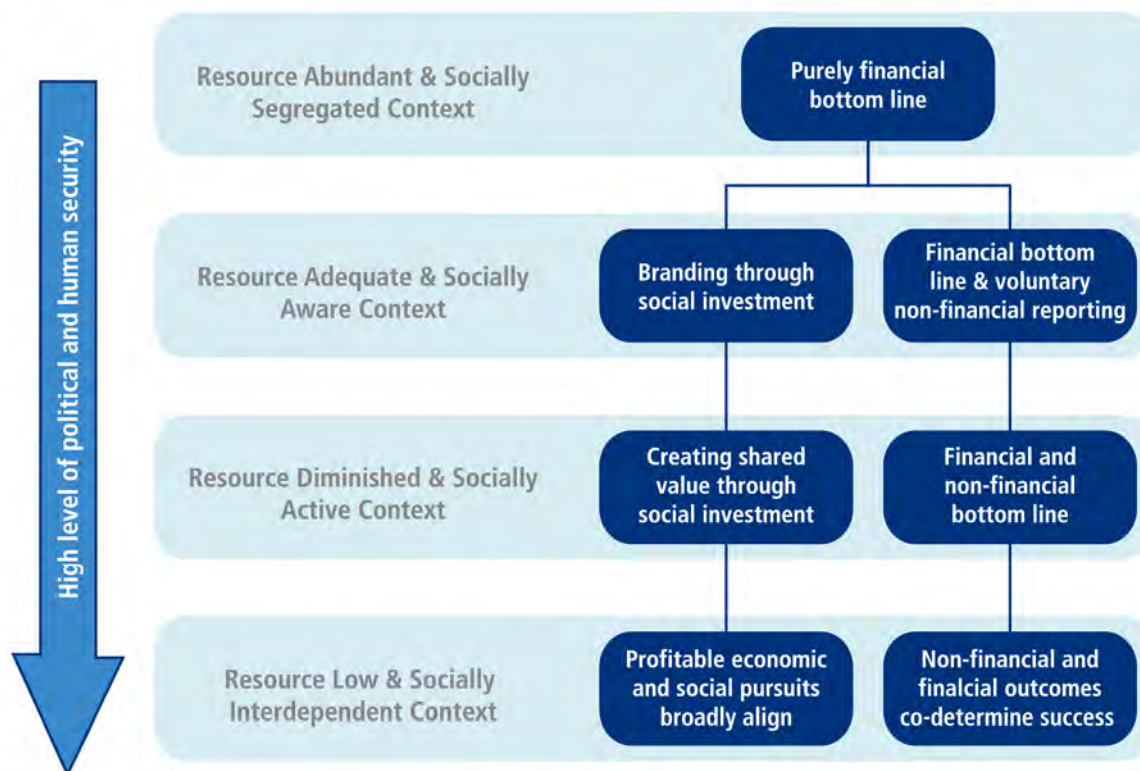 High level of political and human security
Resource Abundant & Socially
Segregated Context
Purely financial
bottom line
Resource Adequate & Socially
Aware Context
Branding through
social investment
Financial bottom
line & voluntary
non-financial reporting
Resource Diminished & Socially
Active Context
Creating shared
value through
social investment
Financial and
non-financial
bottom line
Resource Low & Socially
Interdependent Context
Profitable economic
and social pursuits
broadly align
Non-financial and
finalcial outcomes
co-determine success